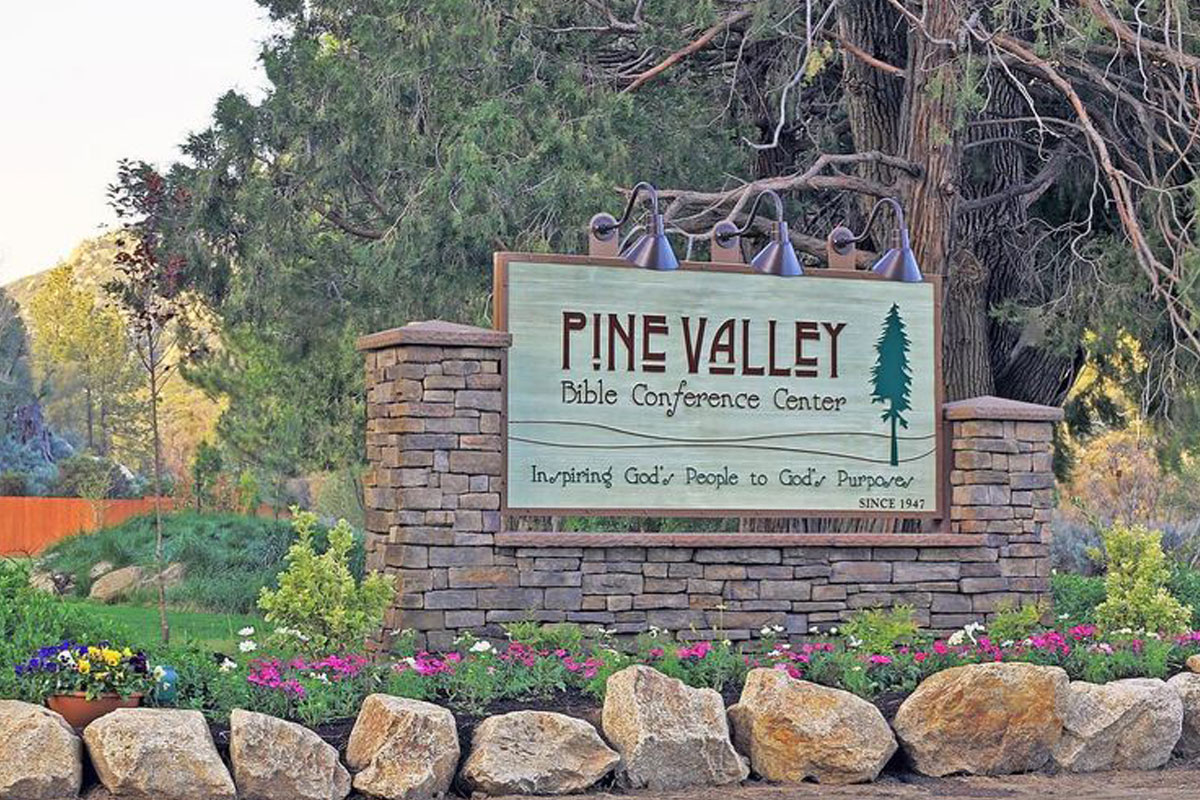 PINE VALLEY
Bible Conference Center
Inspiring God's People to God's Purposes
SINCE 1947